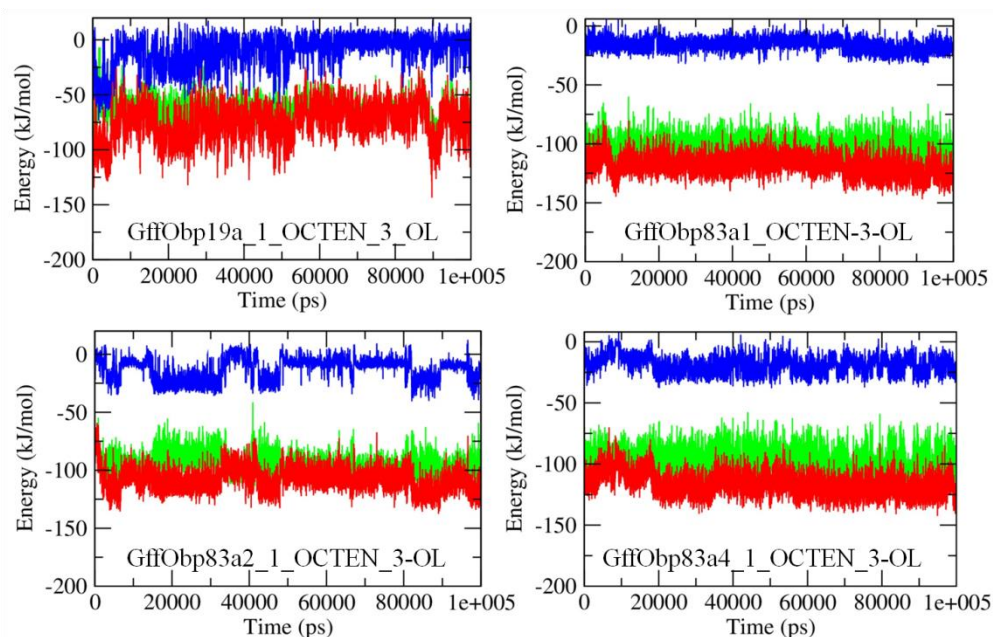 0
-50
-100
-150
-200
Energy (kJ/mol)
GffObp19a_1_OCTEN_3_OL
0 20000 40000 60000 80000 1e+005
Time (ps)
0
-50
-100
-150
-200
Energy (kJ/mol)
GffObp83a1_OCTEN-3-OL
0 20000 40000 60000 80000 1e+005
Time (ps)
0
-50
-100
-150
-200
Energy (kJ/mol)
GffObp83a2_1_OCTEN_3-OL
0 20000 40000 60000 80000 1e+005
Time (ps)
0
-50
-100
-150
-200
Energy (kJ/mol)
GffObp83a4_1_OCTEN_3-OL
0 20000 40000 60000 80000 1e+005
Time (ps)